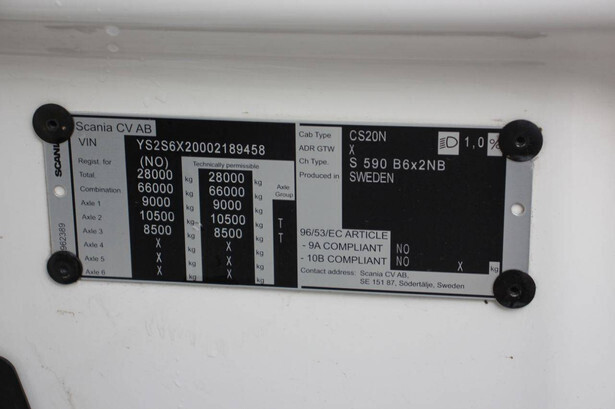 Scania CV AB
VIN YS2S6X20002189458
Regist. for (NO) Technically permissible
Total 28000 kg 28000 kg Axle Group
Combination 66000 kg 66000 kg
Axle 1 9000 kg 9000 kg
Axle 2 10500 kg 10500 kg T
Axle 3 8500 kg 8500 kg T
Axle 4 X kg X kg
Axle 5 X kg X kg
Axle 6 X kg X kg
SCANIA
962389
Cab Type CS20N 1,0 %
ADR GTW X
Ch Type. S 590 B6x2NB
Produced in SWEDEN
96/53/EC ARTICLE
- 9A COMPLIANT NO
- 10B COMPLIANT NO X kg
Contact address: Scania CV AB,
SE 151 87, Södertälje, Sweden